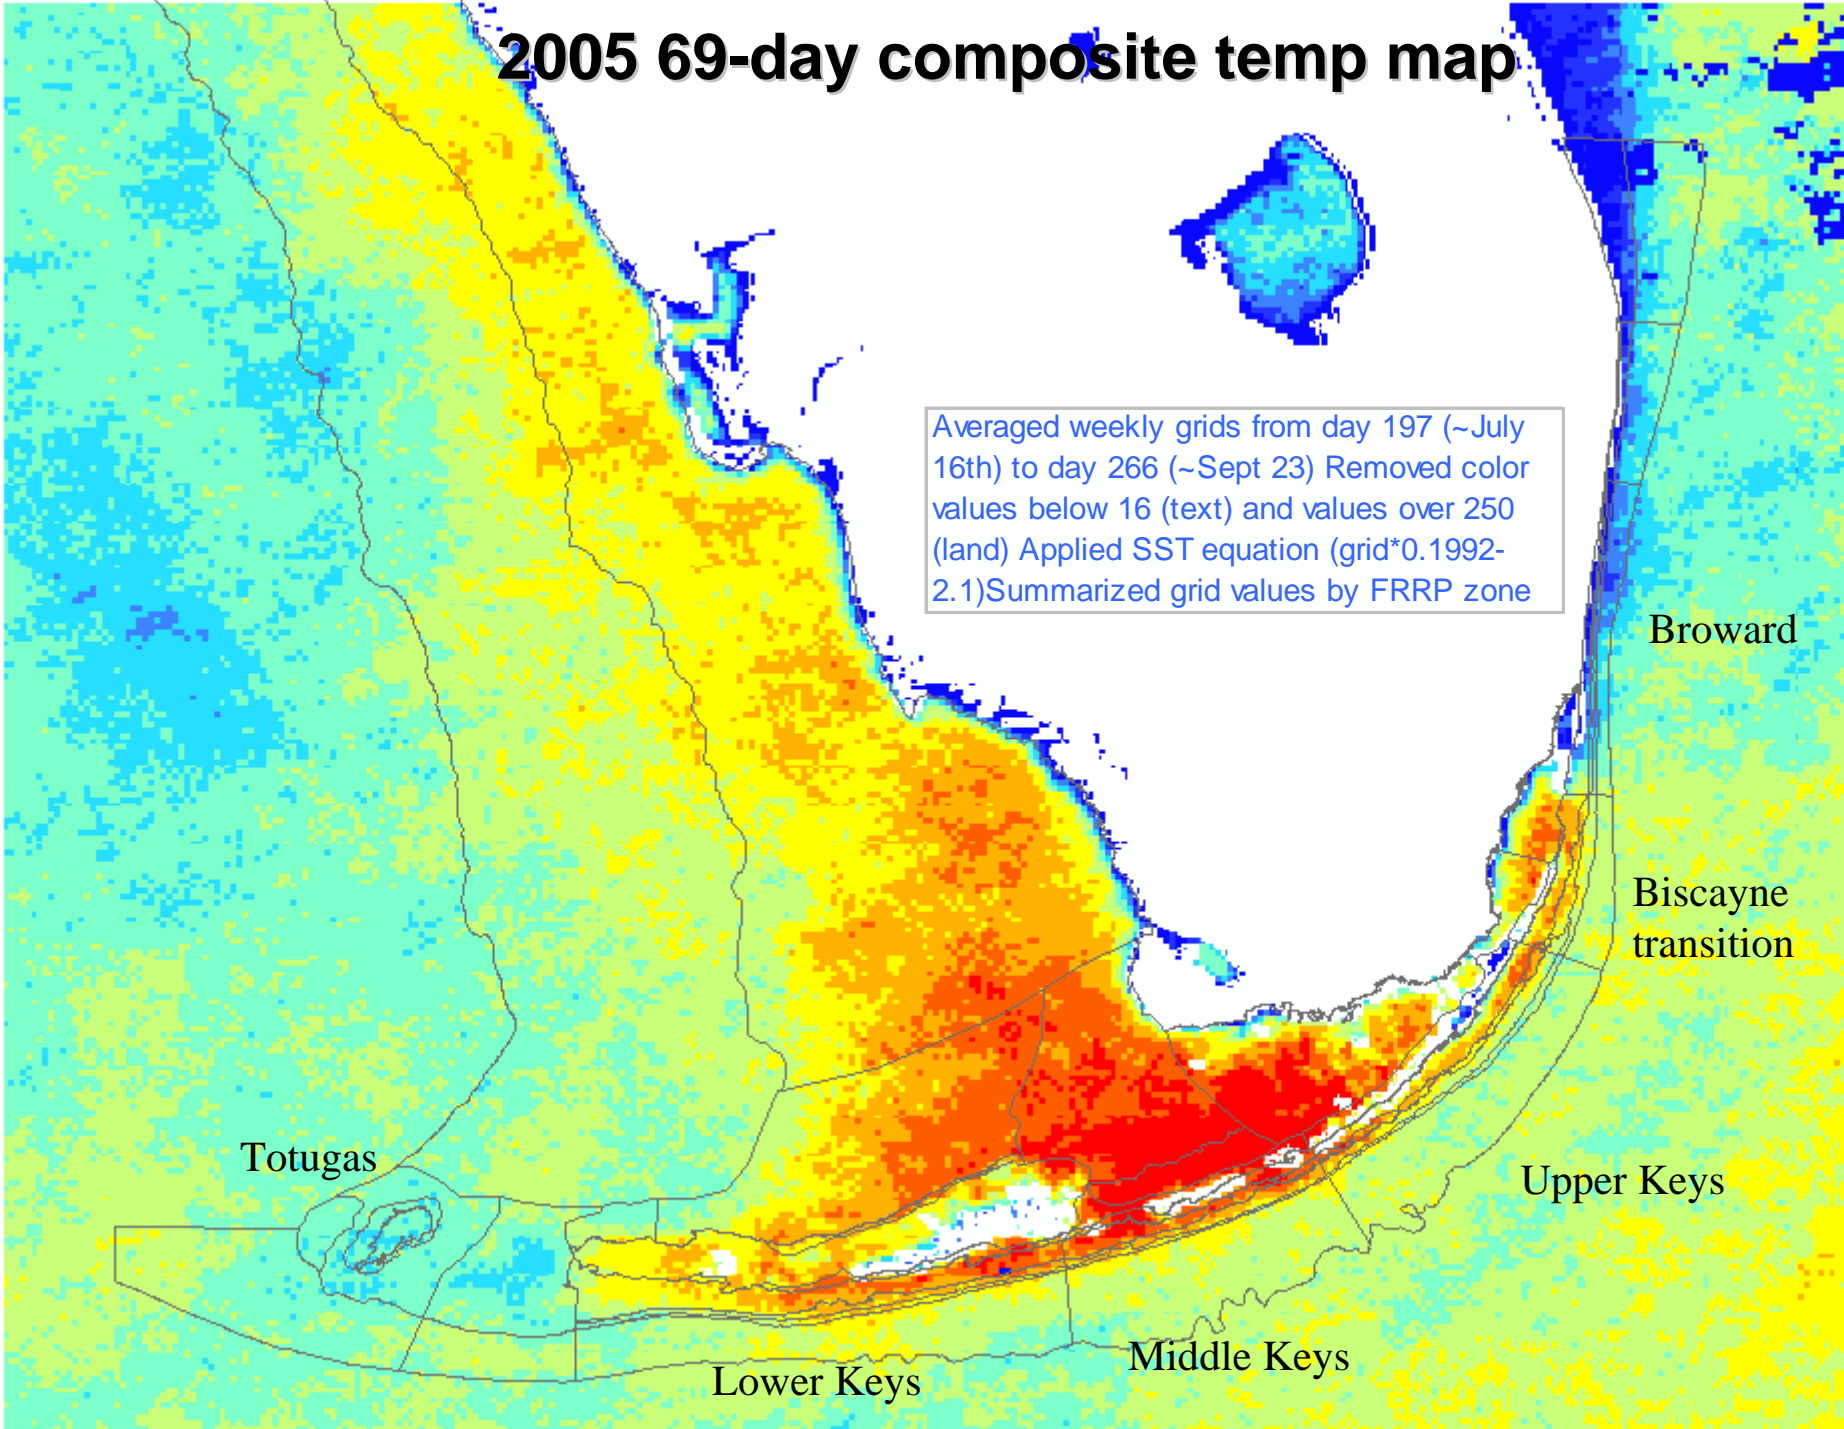 2005 69-day composite temp map
Averaged weekly grids from day 197 (~July
16th) to day 266 (~Sept 23) Removed color
values below 16 (text) and values over 250
(land) Applied SST equation (grid*0.1992-
2.1)Summarized grid values by FRRP zone
Broward
Biscayne
transition
Totugas
Upper Keys
Middle Keys
Lower Keys